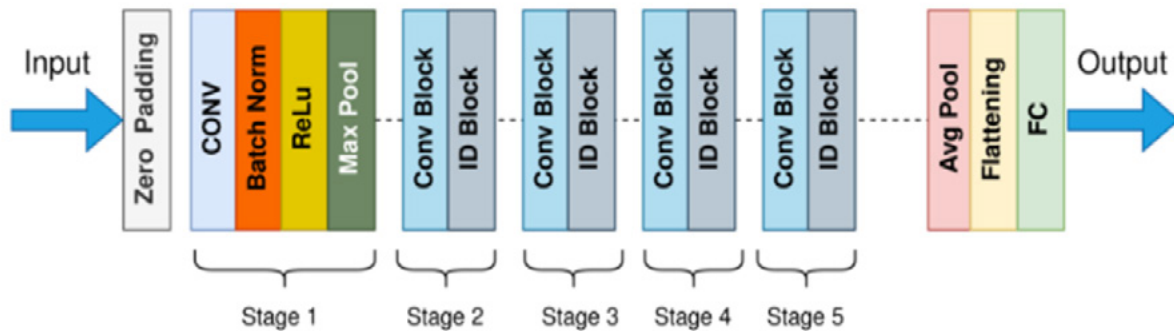 Input
Zero Padding
CONV
Batch Norm
ReLu
Max Pool
Conv Block
ID Block
Conv Block
ID Block
Conv Block
ID Block
Conv Block
ID Block
Avg Pool
Flattening
FC
Output
Stage 1
Stage 2
Stage 3
Stage 4
Stage 5